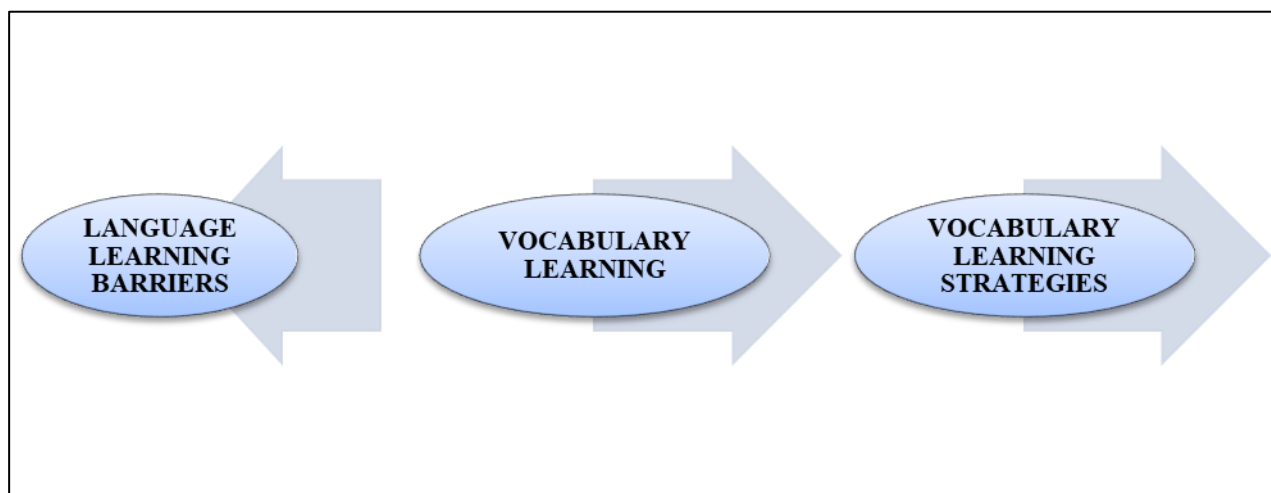 LANGUAGE
LEARNING
BARRIERS
VOCABULARY
LEARNING
VOCABULARY
LEARNING
STRATEGIES